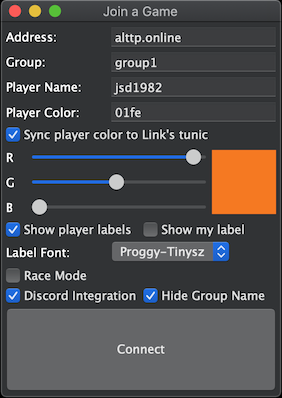 Join a Game
Address: alttp.online
Group: group1
Player Name: jsd1982
Player Color: 01fe
Sync player color to Link's tunic
R
G
B
Show player labels Show my label
Label Font: Proggy-Tinysz
Race Mode
Discord Integration Hide Group Name
Connect